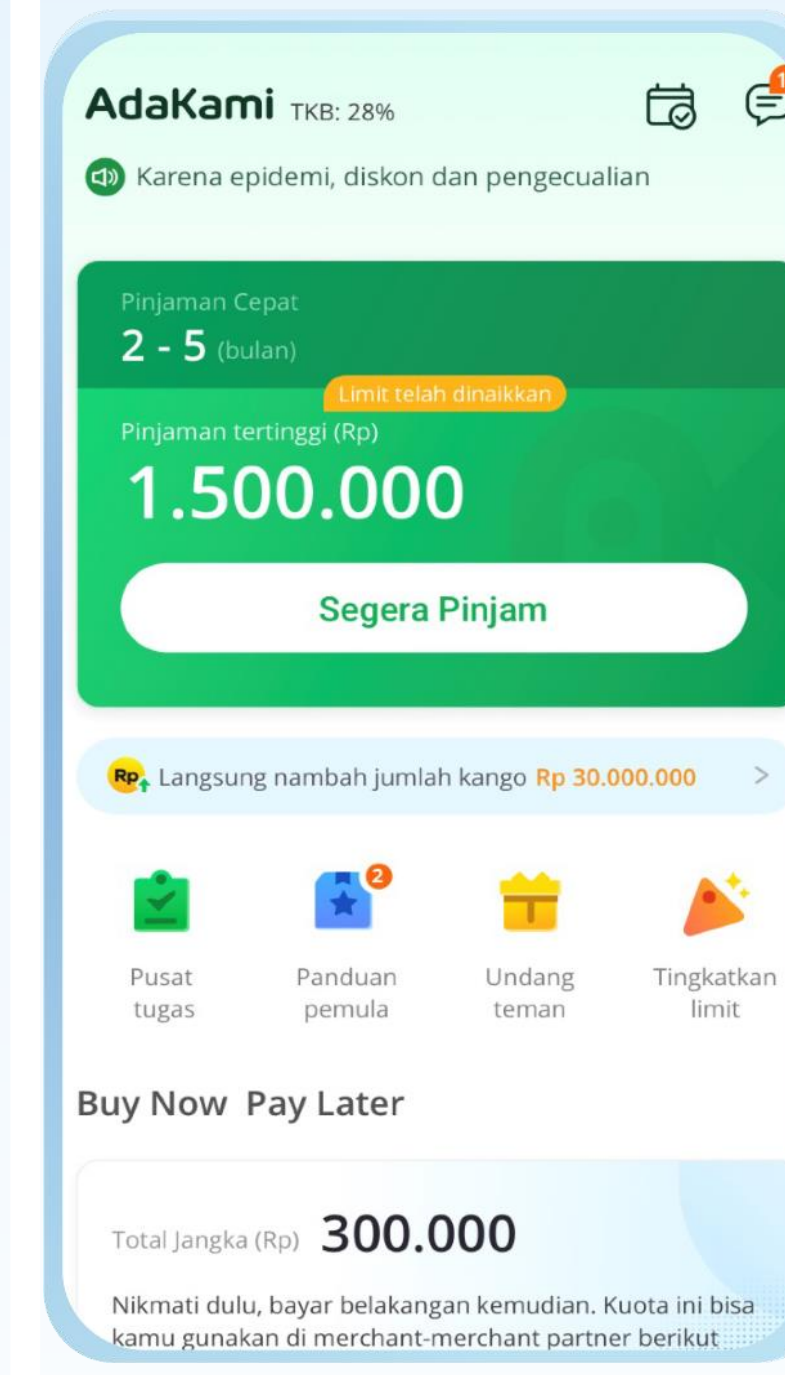 AdaKami TKB: 28%
1
Karena epidemi, diskon dan pengecualian
Pinjaman Cepat
2 - 5 (bulan)
Limit telah dinaikkan
Pinjaman tertinggi (Rp)
1.500.000
Segera Pinjam
Rp Langsung nambah jumlah kango Rp 30.000.000 >
2
Pusat tugas
Panduan pemula
Undang teman
Tingkatkan limit
Buy Now Pay Later
Total Jangka (Rp) 300.000
Nikmati dulu, bayar belakangan kemudian. Kuota ini bisa
kamu gunakan di merchant-merchant partner berikut